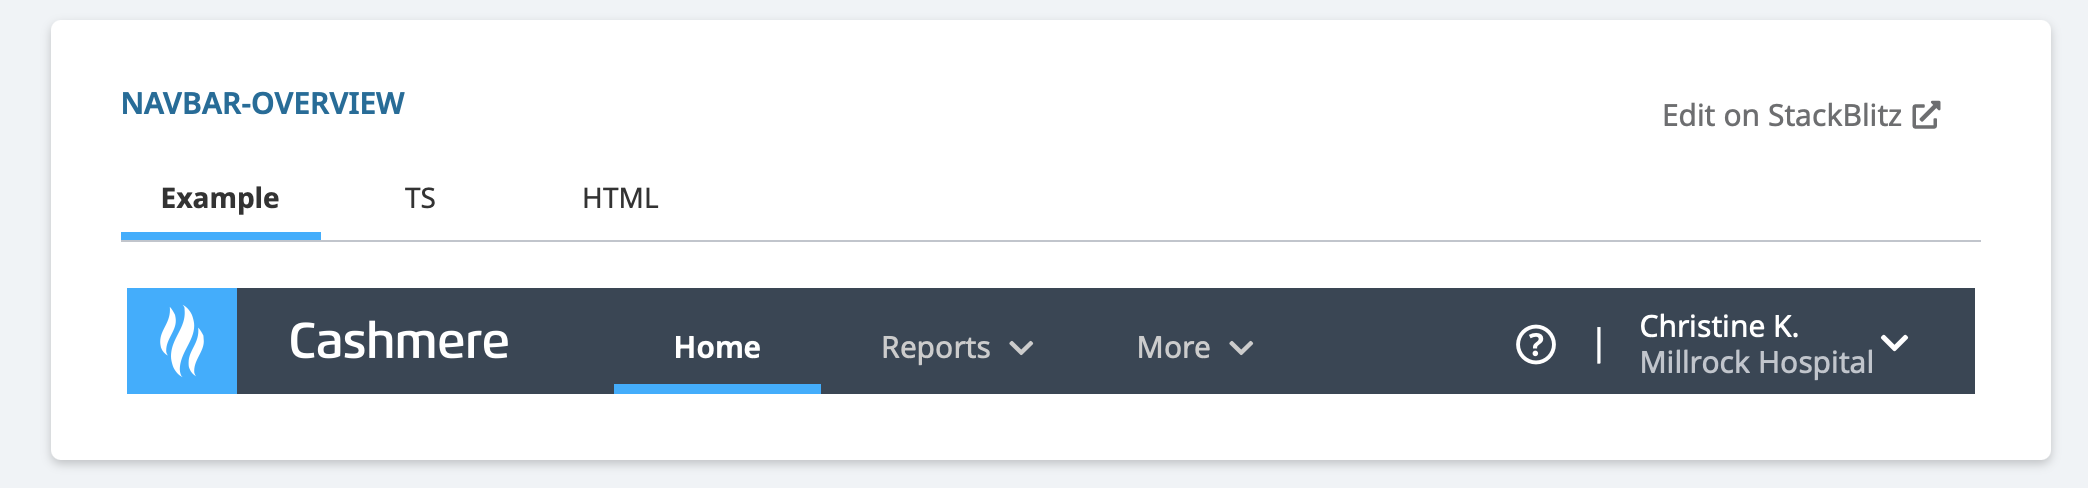 NAVBAR-OVERVIEW
Edit on StackBlitz
Example TS HTML
Cashmere Home Reports More ? | Christine K.
Millrock Hospital